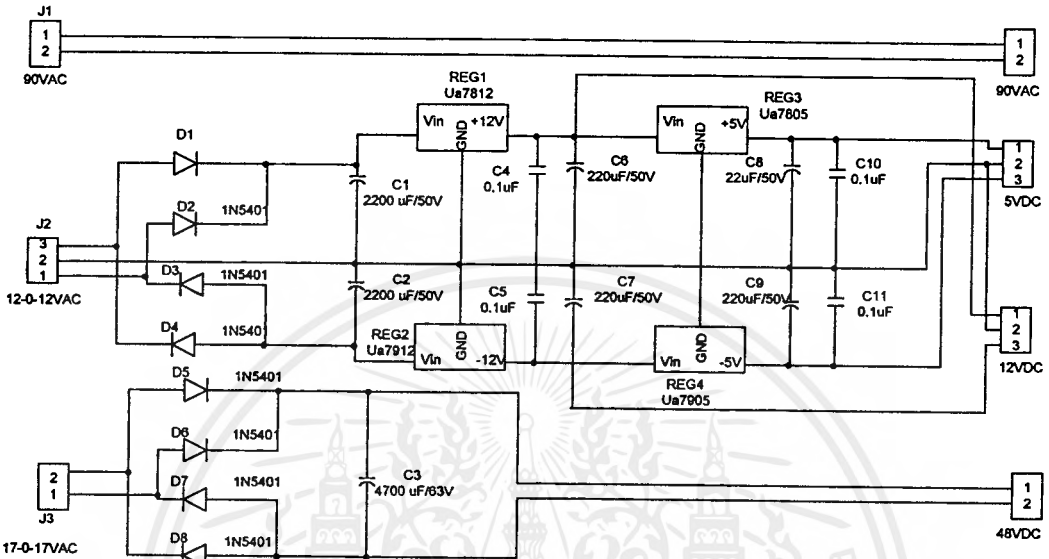 J1
1
2
90VAC
1
2
90VAC
REG1
Ua7812
Vin
+12V
GND
REG3
Ua7805
Vin
+5V
GND
D1
D2
1N5401
D3
1N5401
D4
1N540
J2
3
2
1
12-0-12VAC
C1
2200 uF/50V
C2
2200 uF/50V
C4
0.1uF
C5
0.1uF
C6
220uF/50V
C7
220uF/50V
C8
22uF/50V
C9
220uF/50V
C10
0.1uF
C11
0.1uF
1
2
3
5VDC
REG2
Ua7912
Vin
GND
-12V
Vin
GND
-5V
REG4
Ua7905
1
2
3
12VDC
D5
1N5401
D6
1N5401
D7
1N5401
D8
1N5401
J3
2
1
17-0-17VAC
C3
4700 uF/63V
1
2
48VDC